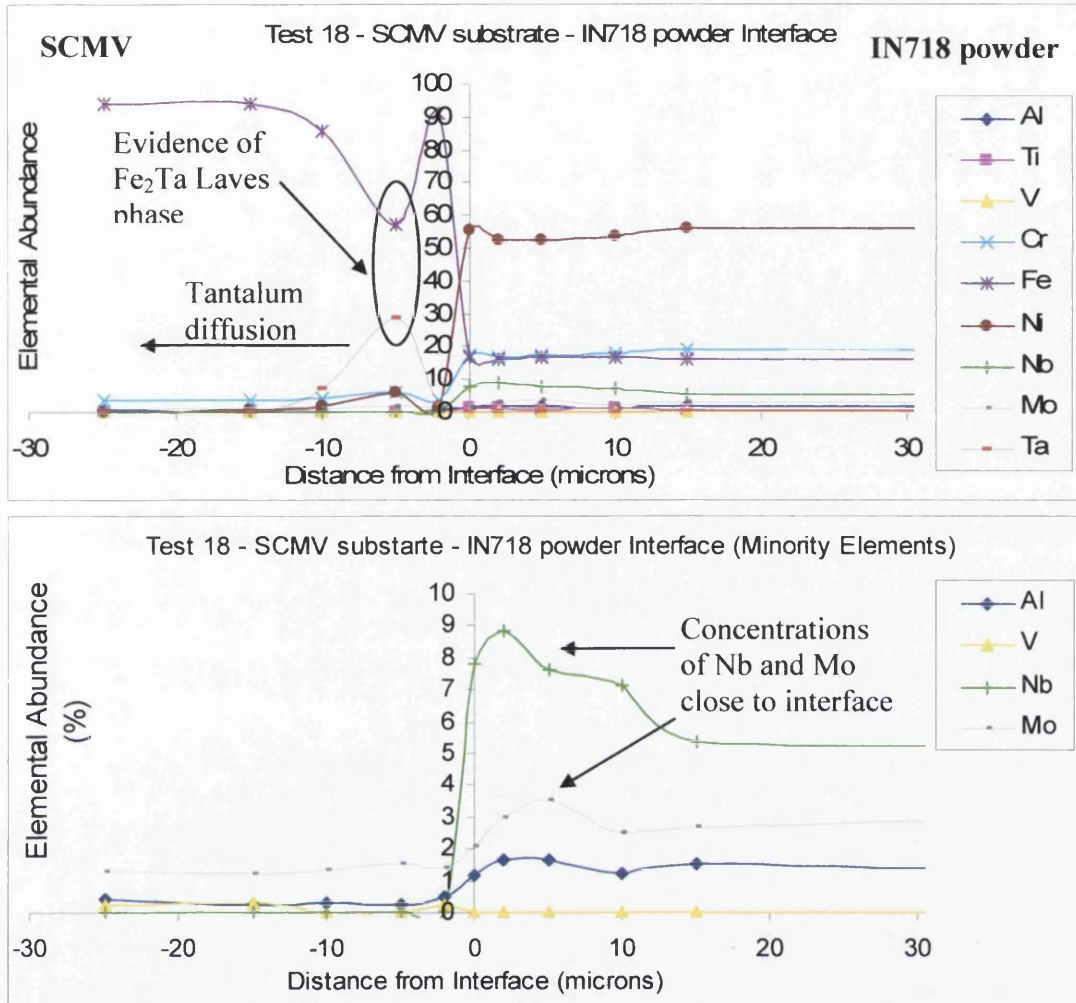 Test 18 - SCMV substrate - IN718 powder Interface
SCMV
IN718 powder
Elemental Abundance
100
90
80
70
60
50
40
30
20
10
0
Evidence of
Fe₂Ta Laves
phase
Tantalum
diffusion
-30
-20
-10
0
10
20
30
Distance from Interface (microns)
Al
Ti
V
Cr
Fe
Ni
Nb
Mo
Ta
Test 18 - SCMV substarte - IN718 powder Interface (Minority Elements)
Elemental Abundance
(%)
10
9
8
7
6
5
4
3
2
1
0
Concentrations
of Nb and Mo
close to interface
-30
-20
-10
0
10
20
30
Distance from Interface (microns)
Al
V
Nb
Mo